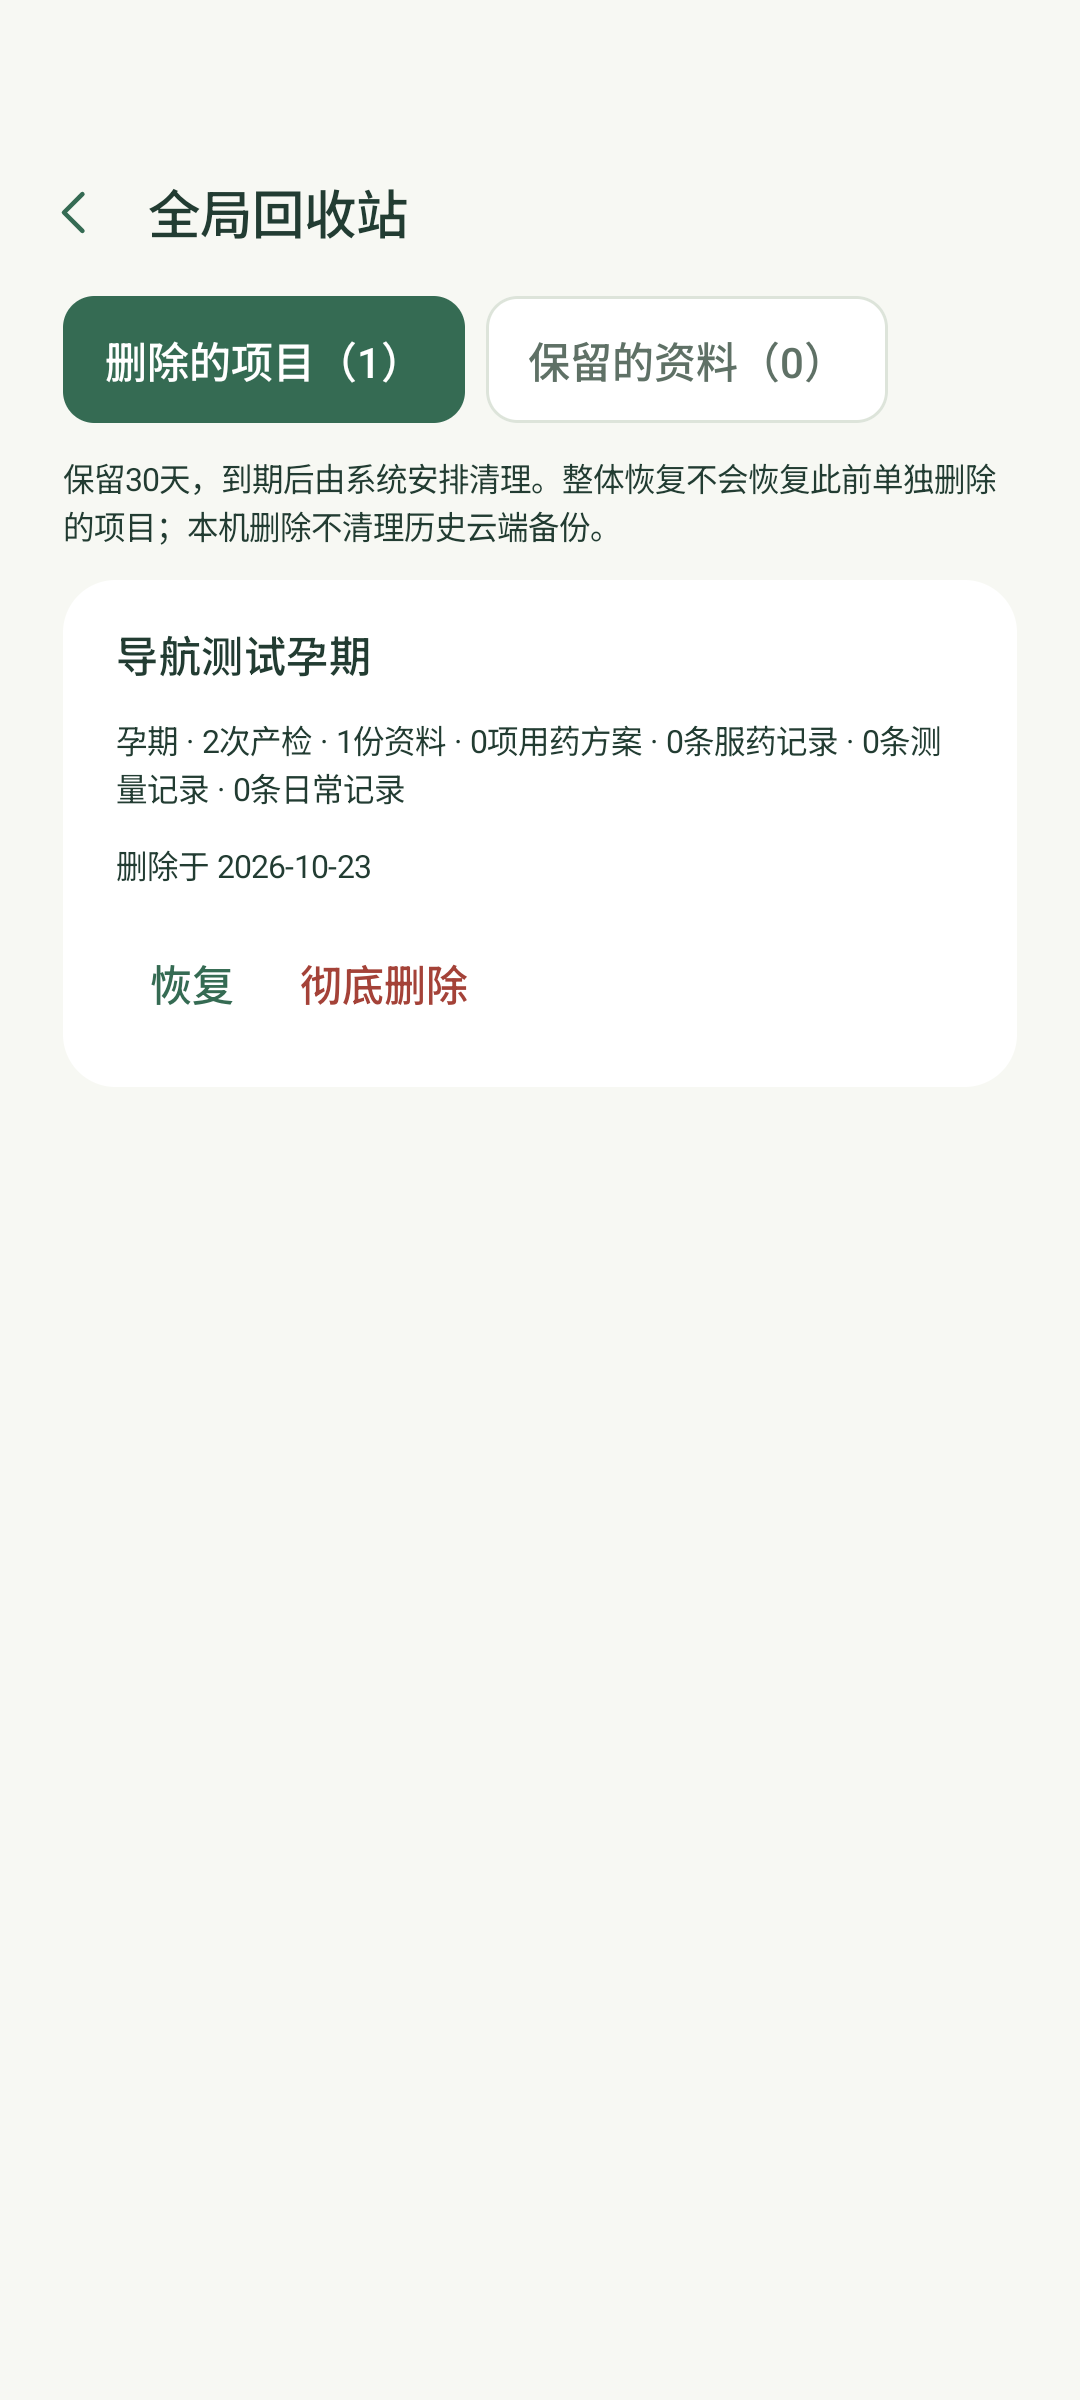 全局回收站
删除的项目（1）
保留的资料（0）
保留30天，到期后由系统安排清理。整体恢复不会恢复此前单独删除
的项目；本机删除不清理历史云端备份。
导航测试孕期
孕期 · 2次产检 · 1份资料 · 0项用药方案 · 0条服药记录 · 0条测
量记录 · 0条日常记录
删除于 2026-10-23
恢复
彻底删除